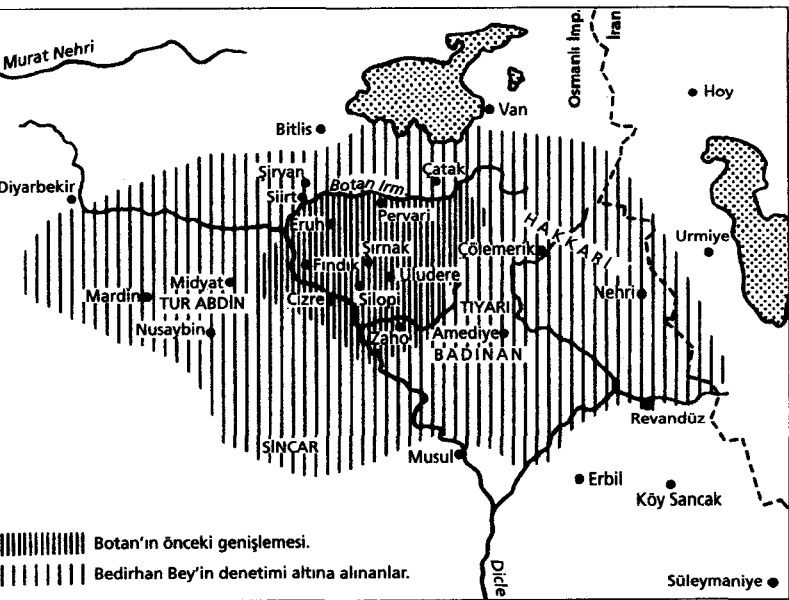 Murat Nehri
Osmanlı İmp.
İran
Hoy
Van
Bitlis
Şirvan
Çatak
Diyarbekir
Siirt
Botan Irm.
Pervari
Eruh
HAKKARİ
Urmiye
Şırnak
Çölemerik
Fındık
Uludere
Midyat
Nehri
Mardin
TUR ABDİN
Cizre
Silopi
TIYARİ
Nusaybin
Zaho
Amediye
BADİNAN
Revandüz
SİNCAR
Musul
Erbil
Köy Sancak
Botan'ın önceki genişlemesi.
Bedirhan Bey'in denetimi altına alınanlar.
Dicle
Süleymaniye